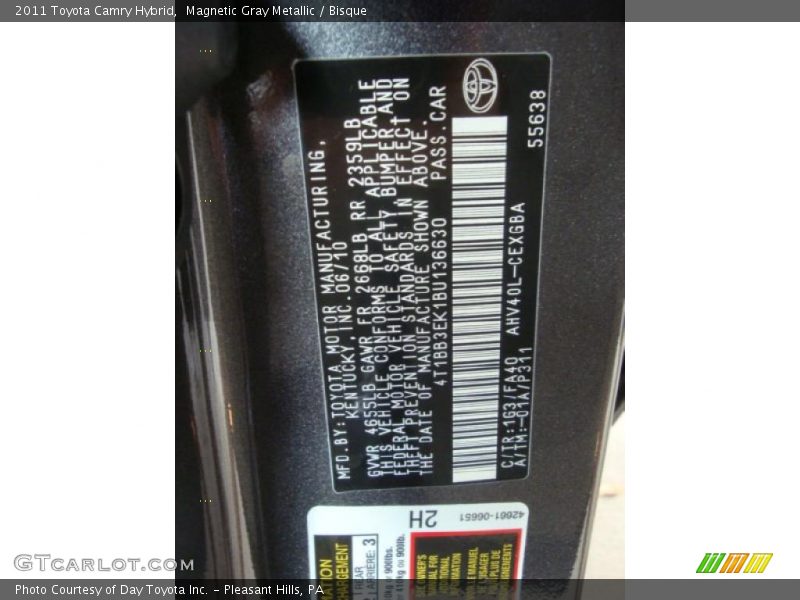 2011 Toyota Camry Hybrid, Magnetic Gray Metallic / Bisque
MFD.BY:TOYOTA MOTOR MANUFACTURING,
KENTUCKY, INC. 06/10
GVWR 4655LB GAWR FR 2668LB RR 2359LB
THIS VEHICLE CONFORMS TO ALL APPLICABLE
FEDERAL MOTOR VEHICLE SAFETY, BUMPER AND
THEFT PREVENTION STANDARDS IN EFFECT ON
THE DATE OF MANUFACTURE SHOWN ABOVE.
4T1BB3EK1BU136630 PASS.CAR
C/TR:1G3/FA40 AHV40L-CEXGBA
A/TM:-01A/P311 55638
42661-06651
2H
GTCarLot.com
Photo Courtesy of Day Toyota Inc. - Pleasant Hills, PA